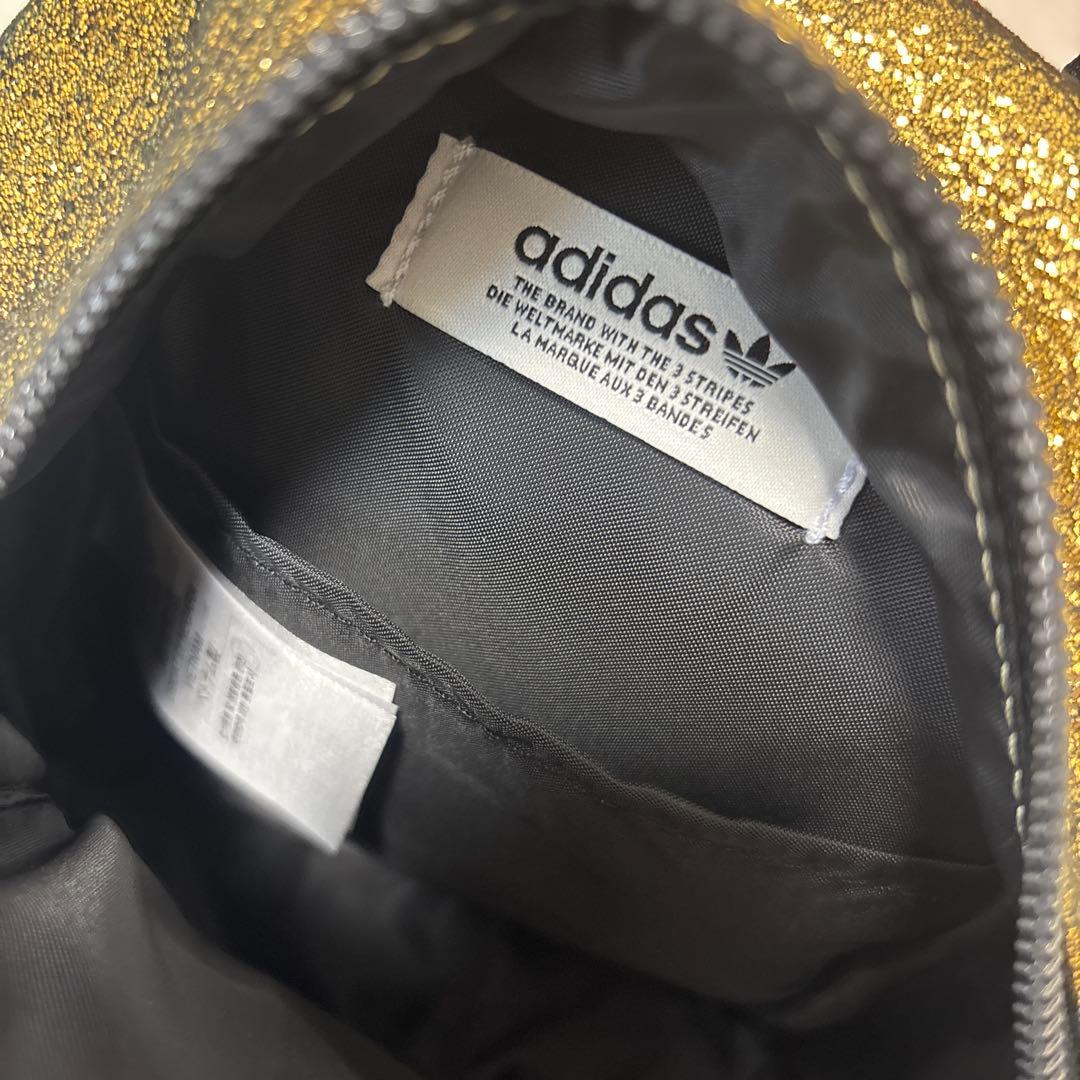 adidas
THE BRAND WITH THE 3 STRIPES
DIE WELTMARKE MIT DEN 3 STREIFEN
LA MARQUE AUX 3 BANDES